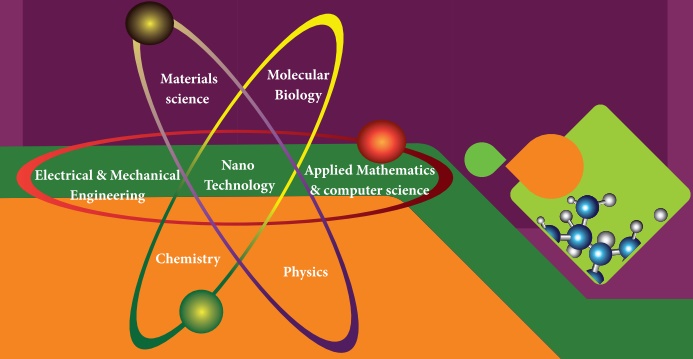 Materials
science
Molecular
Biology
Electrical & Mechanical
Engineering
Nano
Technology
Applied Mathematics
& computer science
Chemistry
Physics